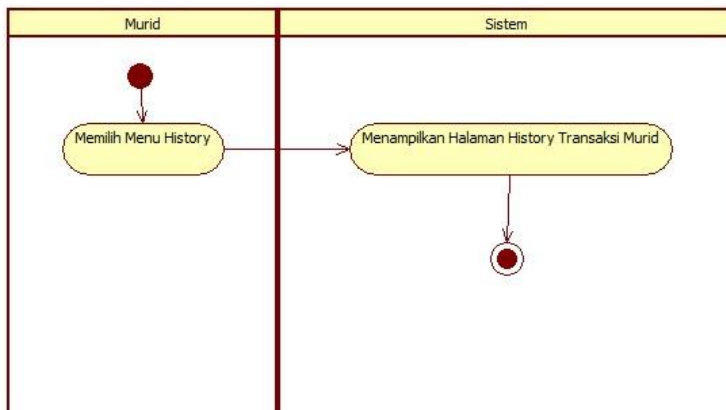 Murid
Sistem
Memilih Menu History
Menampilkan Halaman History Transaksi Murid